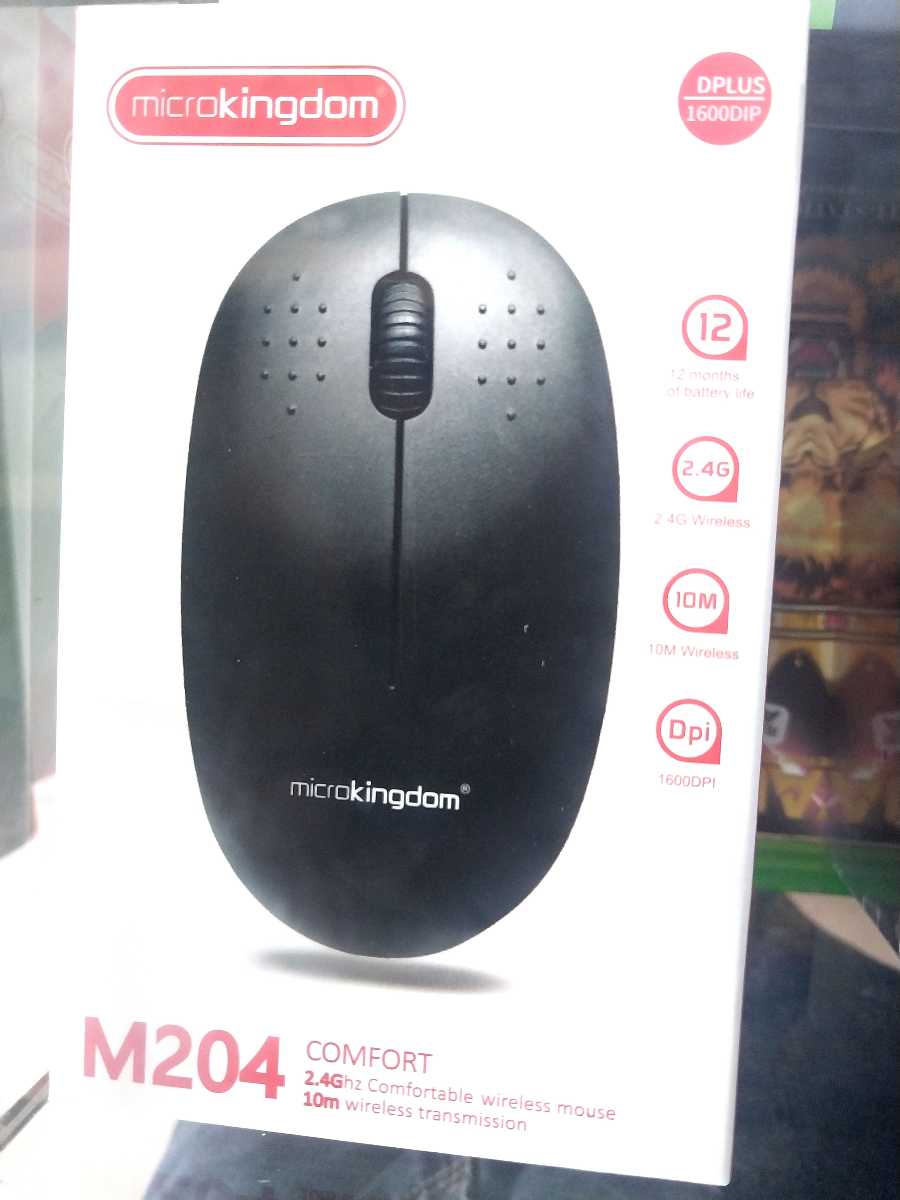 microkingdom®
DPLUS
1600DIP
12
12 months
of battery life
2.4G
2.4G Wireless
10M
10M Wireless
Dpi
1600DPI
microkingdom®
M204
COMFORT
2.4Ghz Comfortable wireless mouse
10m wireless transmission